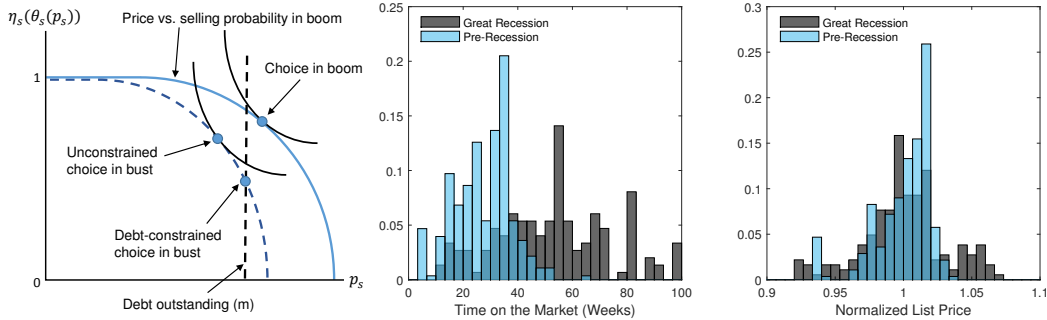 η_s(θ_s(p_s))
Price vs. selling probability in boom
Choice in boom
1
Unconstrained
choice in bust
Debt-constrained
choice in bust
0
p_s
Debt outstanding (m)
0.25
0.2
0.15
0.1
0.05
0
Great Recession
Pre-Recession
0 20 40 60 80 100
Time on the Market (Weeks)
0.3
0.25
0.2
0.15
0.1
0.05
0
Great Recession
Pre-Recession
0.9 0.95 1 1.05 1.1
Normalized List Price